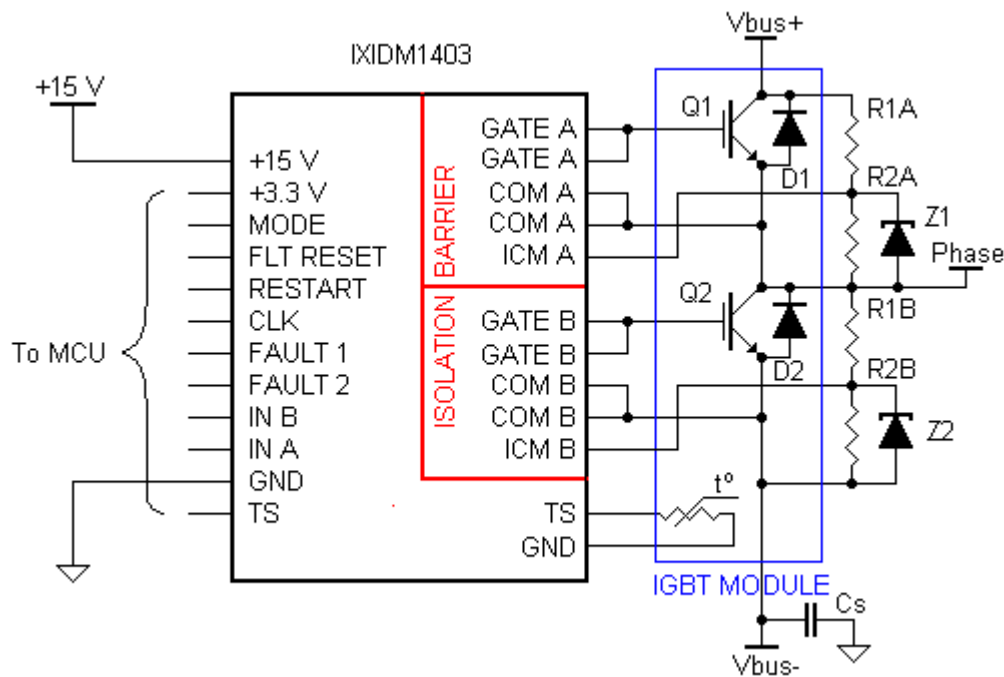 IXIDM1403
+15 V
+15 V
+3.3 V
MODE
FLT RESET
RESTART
CLK
FAULT 1
FAULT 2
IN B
IN A
GND
TS
To MCU
ISOLATION BARRIER
GATE A
GATE A
COM A
COM A
ICM A
GATE B
GATE B
COM B
COM B
ICM B
TS
GND
Vbus+
Q1
D1
R1A
R2A
Z1
Phase
Q2
D2
R1B
R2B
Z2
tº
IGBT MODULE
Cs
Vbus-